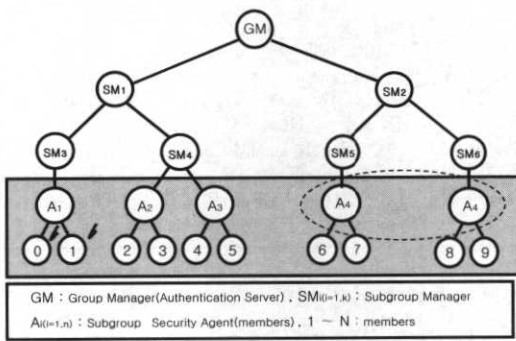 GM
SM1 SM2
SM3 SM4 SM5 SM6
A1 A2 A3 A4 A4
0 1 2 3 4 5 6 7 8 9
GM : Group Manager(Authentication Server) , SMi(i=1,k) : Subgroup Manager
Ai(i=1,n) : Subgroup Security Agent(members) , 1 ~ N : members